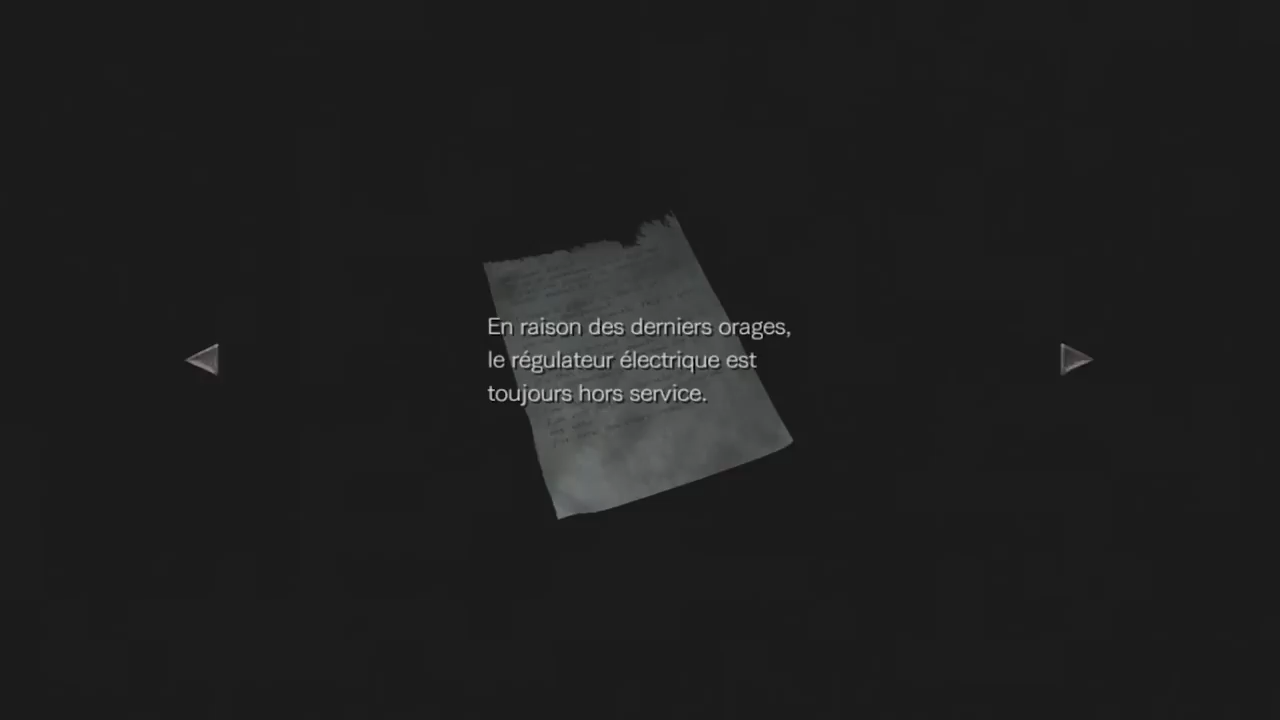 En raison des derniers orages,
le régulateur électrique est
toujours hors service.